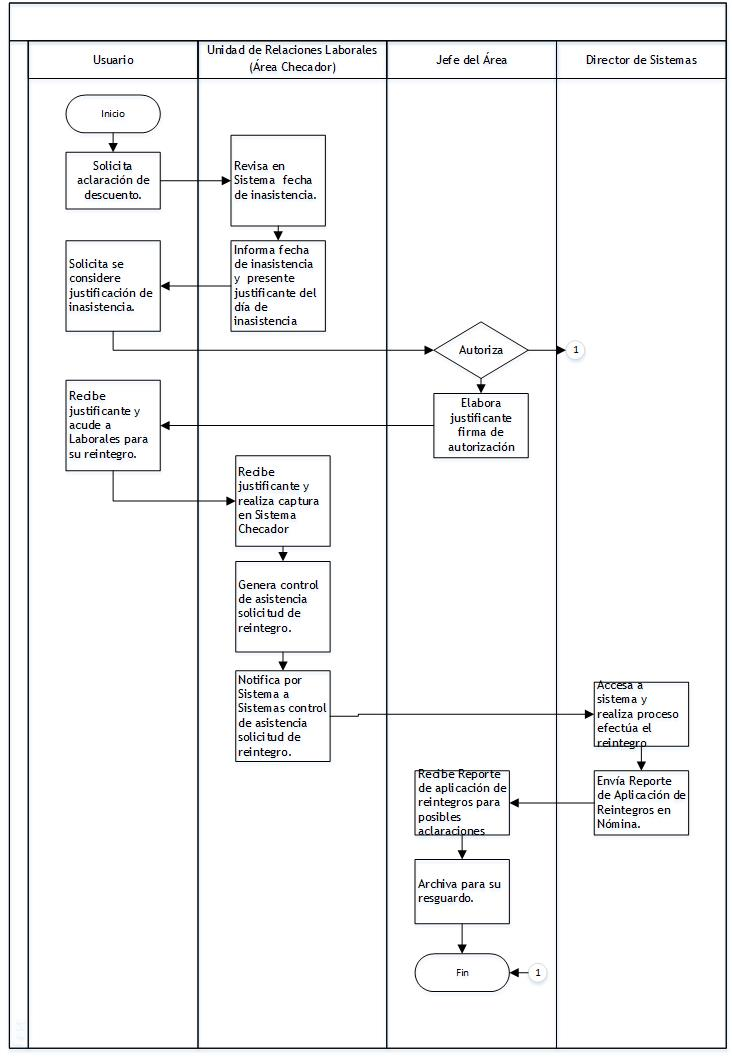 Usuario
Unidad de Relaciones Laborales
(Área Checador)
Jefe del Área
Director de Sistemas
Inicio
Solicita
aclaración de
descuento.
Revisa en
Sistema fecha
de inasistencia.
Informa fecha
de inasistencia
y presente
justificante del
día de
inasistencia
Solicita se
considere
justificación de
inasistencia.
Autoriza
1
Elabora
justificante
firma de
autorización
Recibe
justificante y
acude a
Laborales para
su reintegro.
Recibe
justificante y
realiza captura
en Sistema
Checador
Genera control
de asistencia
solicitud de
reintegro.
Notifica por
Sistema a
Sistemas control
de asistencia
solicitud de
reintegro.
Accesa a
sistema y
realiza proceso
efectúa el
reintegro
Envía Reporte
de Aplicación de
Reintegros en
Nómina.
Recibe Reporte
de aplicación de
reintegros para
posibles
aclaraciones
Archiva para su
resguardo.
Fin
1